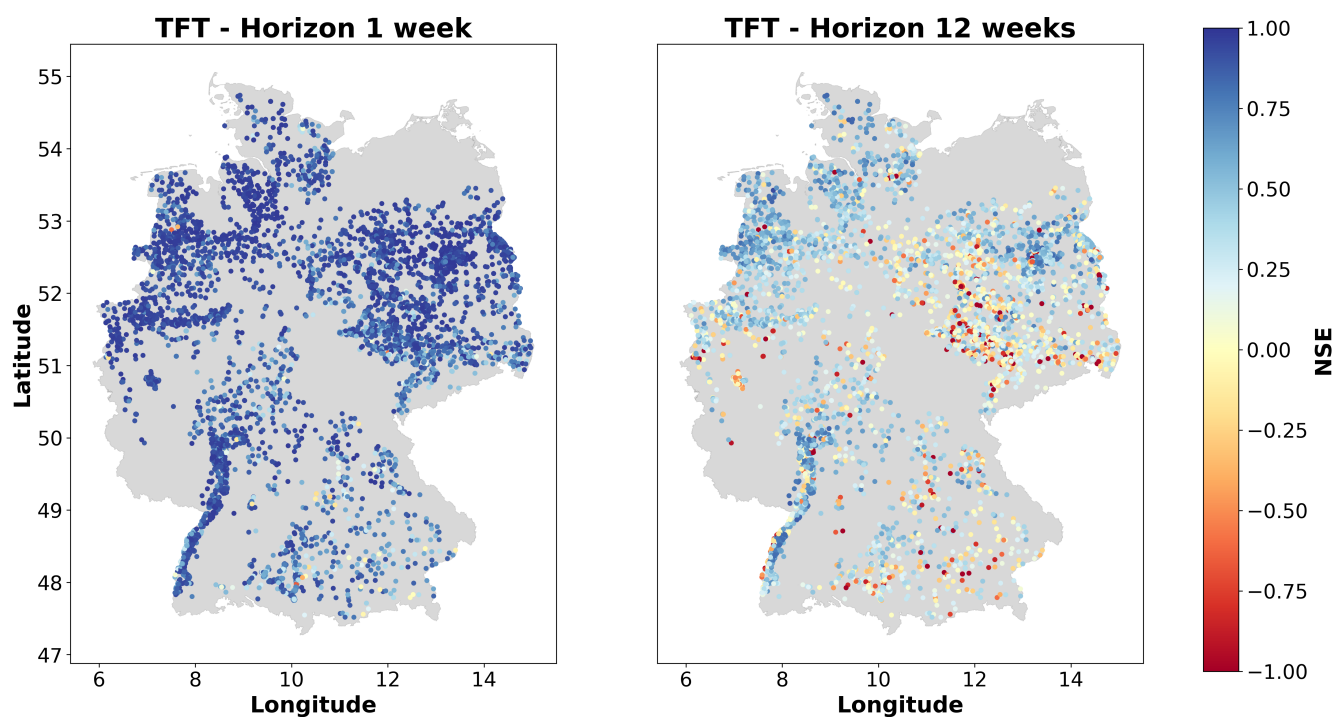 TFT - Horizon 1 week
TFT - Horizon 12 weeks
Latitude
55
54
53
52
51
50
49
48
47
6 8 10 12 14
Longitude
6 8 10 12 14
Longitude
1.00
0.75
0.50
0.25
0.00
−0.25
−0.50
−0.75
−1.00
NSE